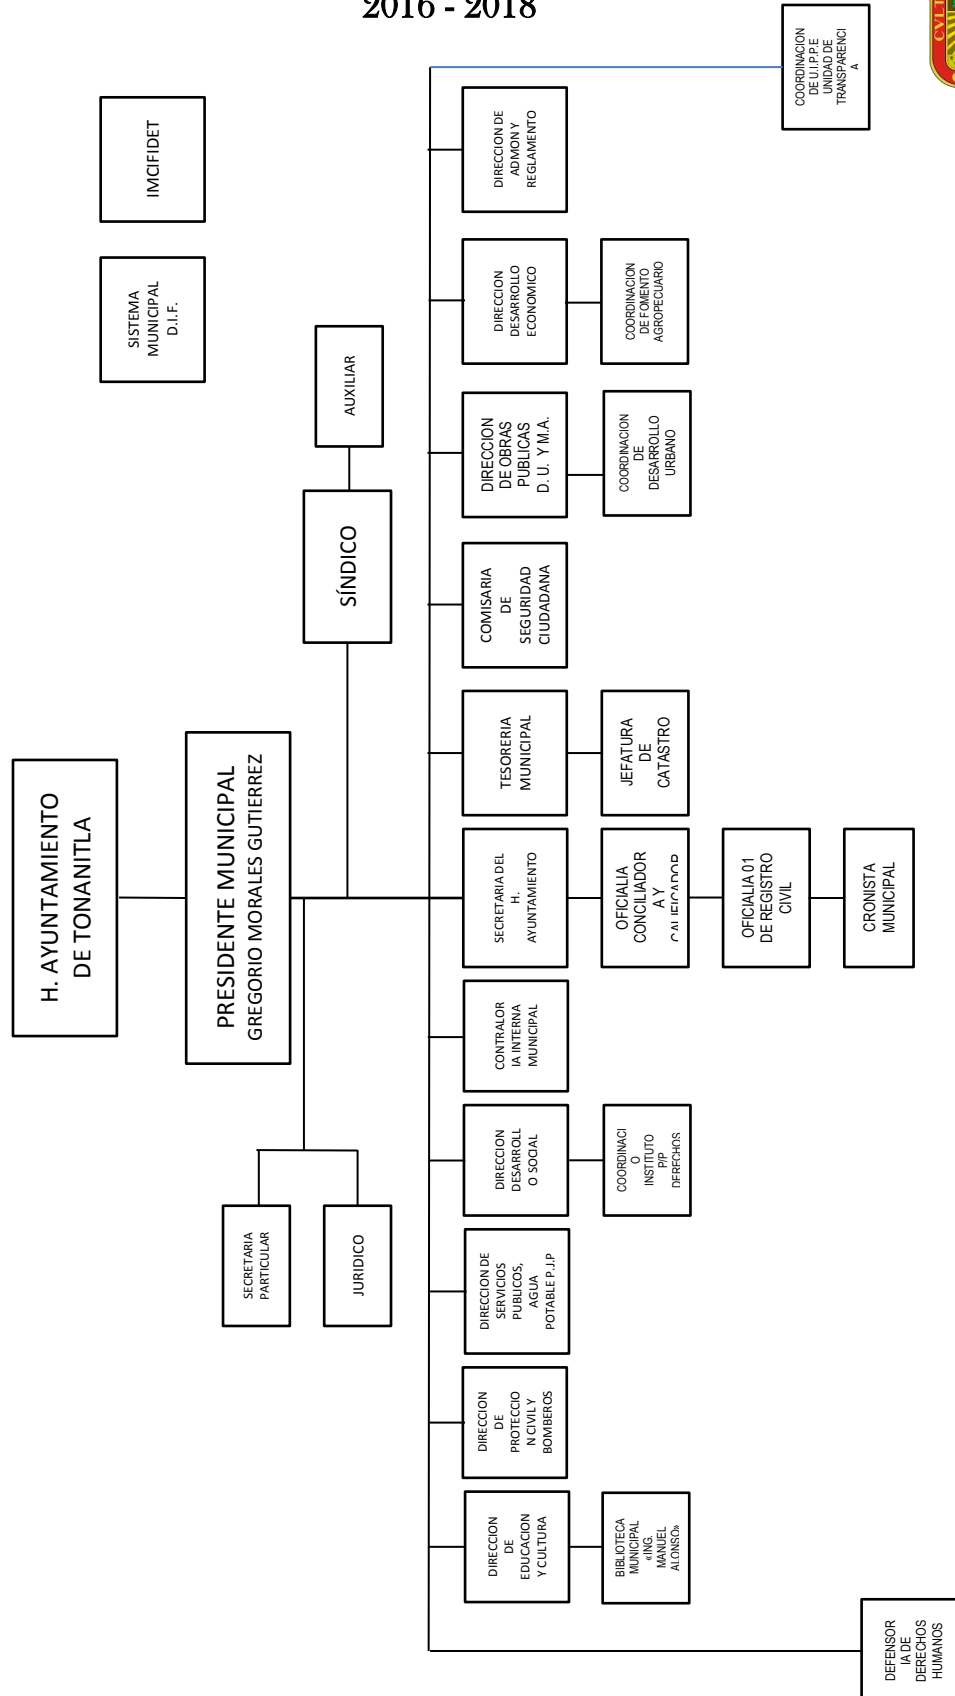 2016 - 2018
H. AYUNTAMIENTO
DE TONANITLA
PRESIDENTE MUNICIPAL
GREGORIO MORALES GUTIERREZ
SISTEMA
MUNICIPAL
D.I.F.
IMCIFIDET
SECRETARIA
PARTICULAR
JURIDICO
SÍNDICO
AUXILIAR
DIRECCION
DE
EDUCACION
Y CULTURA
DIRECCION
DE
PROTECCIO
N CIVIL Y
BOMBEROS
DIRECCION DE
SERVICIOS
PUBLICOS,
AGUA
POTABLE P.J.P
DIRECCION
DESARROLL
O SOCIAL
CONTRALOR
IA INTERNA
MUNICIPAL
SECRETARIA DEL
H.
AYUNTAMIENTO
TESORERIA
MUNICIPAL
COMISARIA
DE
SEGURIDAD
CIUDADANA
DIRECCION
DE OBRAS
PUBLICAS
D. U. Y M.A.
DIRECCION
DESARROLLO
ECONOMICO
DIRECCION DE
ADMON Y
REGLAMENTO
BIBLIOTECA
MUNICIPAL
«ING.
MANUEL
ALONSO»
COORDINACI
O
INSTITUTO
P/P
DERECHOS
OFICIALIA
CONCILIADOR
A Y
CALIFICADOR
JEFATURA
DE
CATASTRO
COORDINACION
DE
DESARROLLO
URBANO
COORDINACION
DE FOMENTO
AGROPECUARIO
OFICIALIA 01
DE REGISTRO
CIVIL
CRONISTA
MUNICIPAL
COORDINACION
DE U.I.P.P.E
UNIDAD DE
TRANSPARENCI
A
DEFENSOR
IA DE
DERECHOS
HUMANOS
CVLT